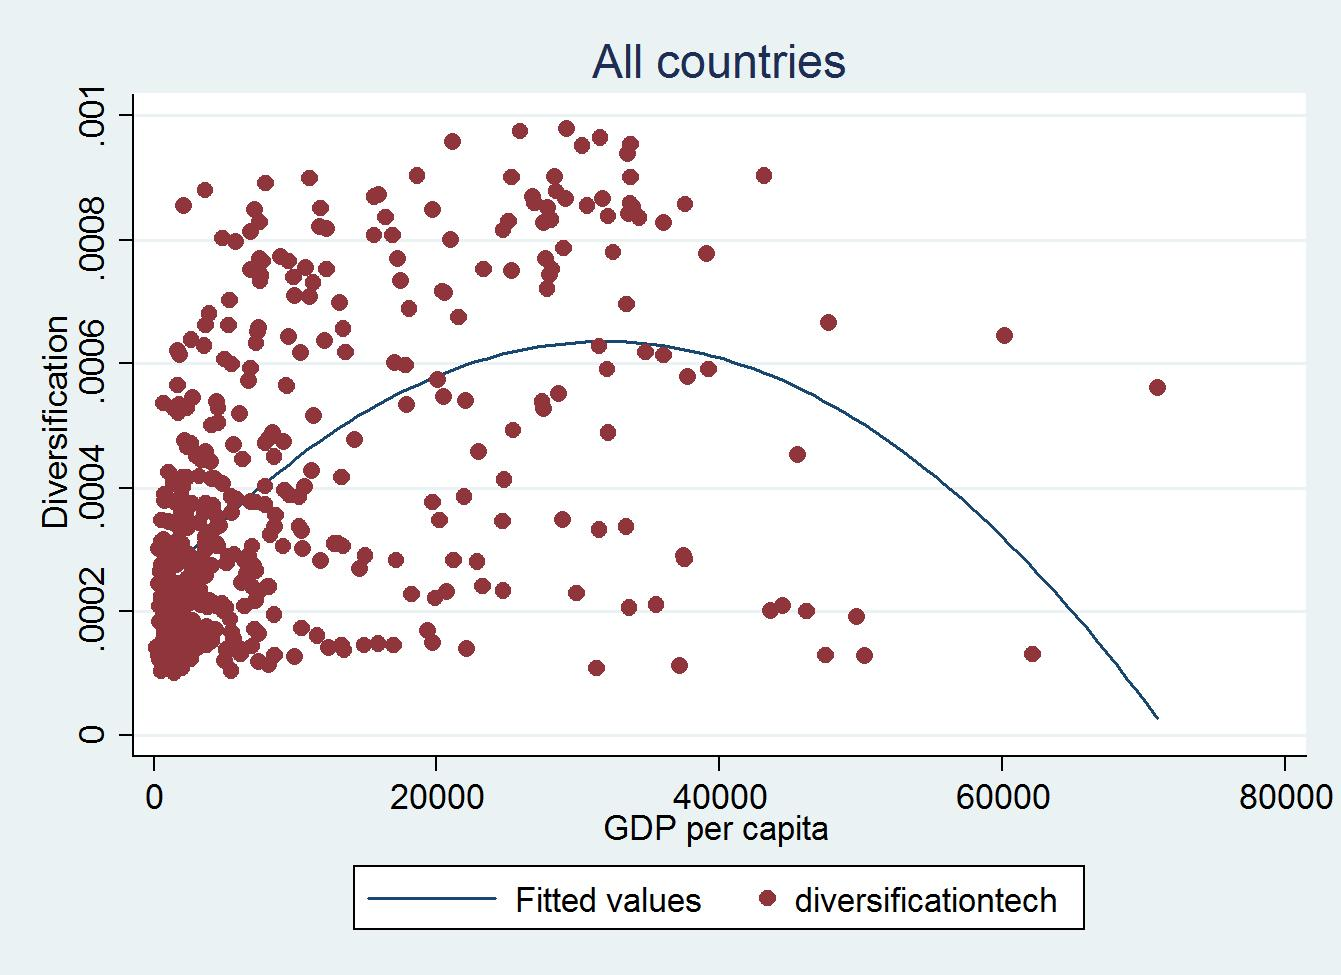 All countries
Diversification
.001
.0008
.0006
.0004
.0002
0
0 20000 40000 60000 80000
GDP per capita
Fitted values diversificationtech